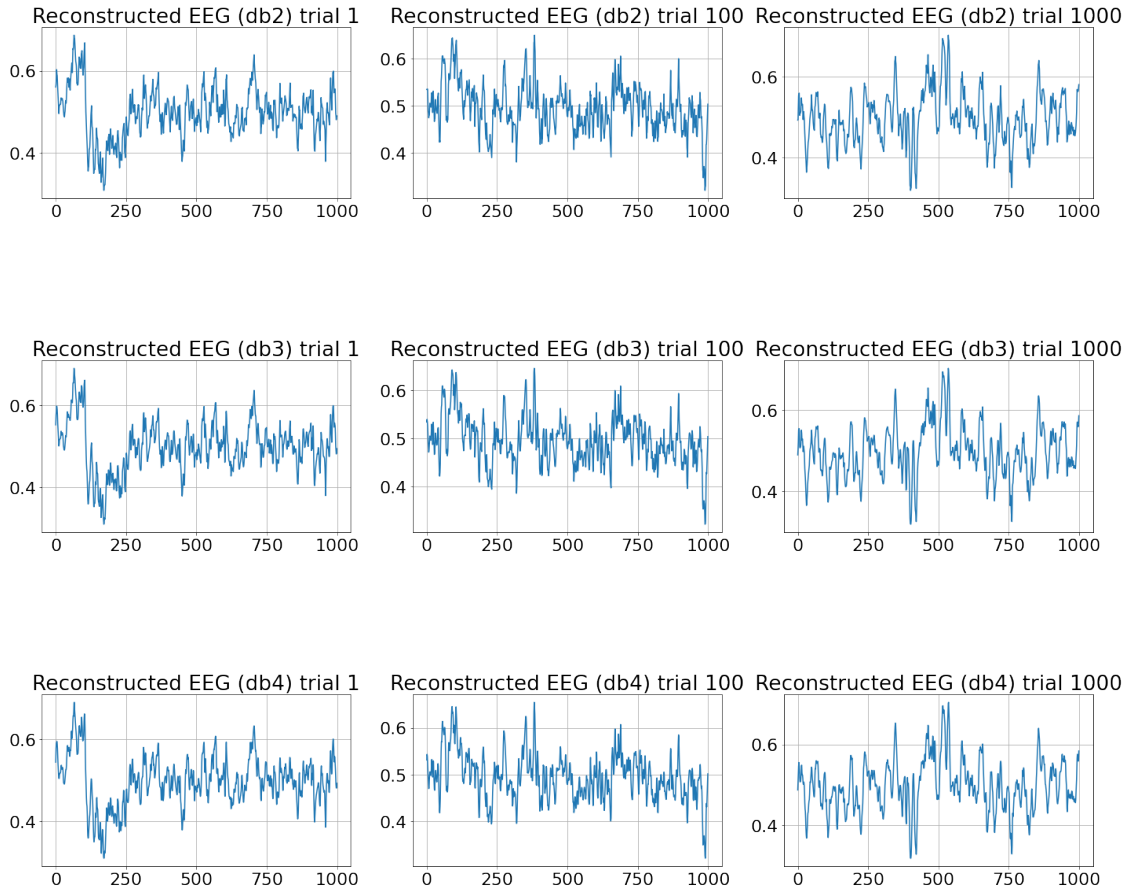 Reconstructed EEG (db2) trial 1
Reconstructed EEG (db2) trial 100
Reconstructed EEG (db2) trial 1000
0.6
0.4
0 250 500 750 1000
0.6
0.5
0.4
0 250 500 750 1000
0.6
0.4
0 250 500 750 1000
Reconstructed EEG (db3) trial 1
Reconstructed EEG (db3) trial 100
Reconstructed EEG (db3) trial 1000
0.6
0.4
0 250 500 750 1000
0.6
0.5
0.4
0 250 500 750 1000
0.6
0.4
0 250 500 750 1000
Reconstructed EEG (db4) trial 1
Reconstructed EEG (db4) trial 100
Reconstructed EEG (db4) trial 1000
0.6
0.4
0 250 500 750 1000
0.6
0.5
0.4
0 250 500 750 1000
0.6
0.4
0 250 500 750 1000